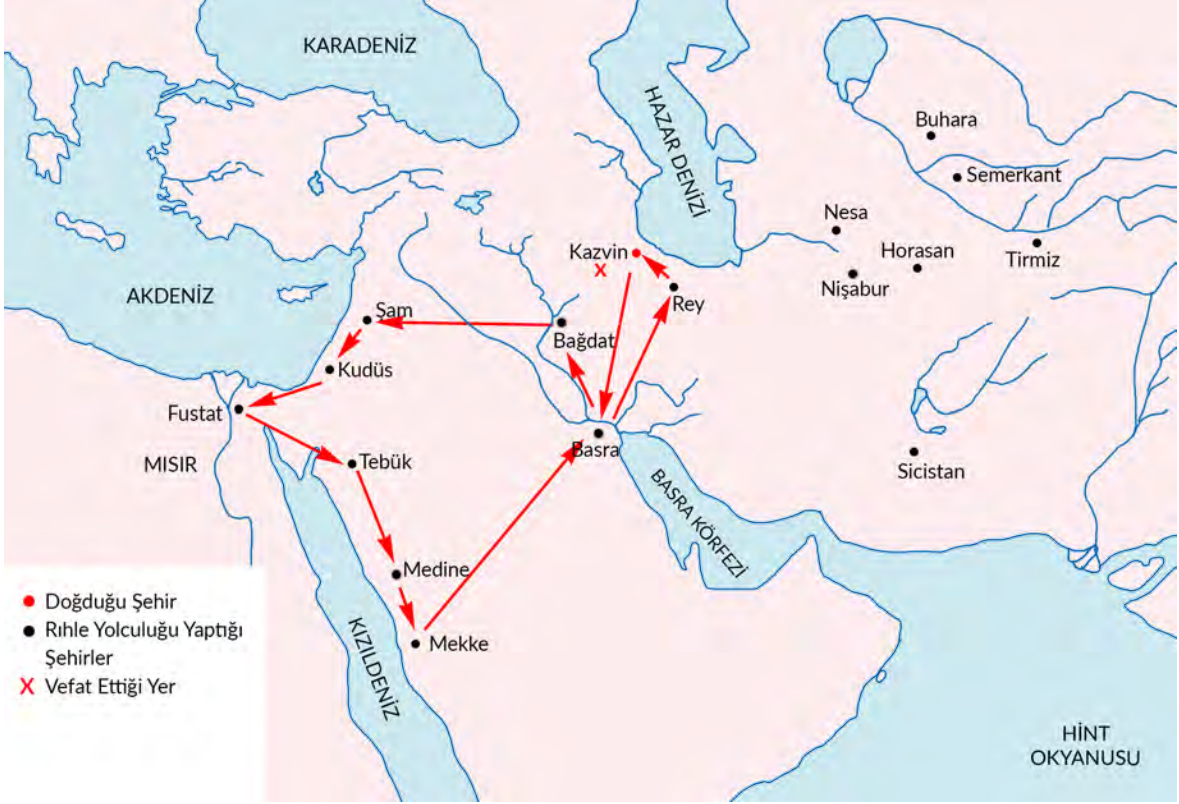 KARADENİZ
HAZAR DENİZİ
Buhara
Semerkant
Nesa
Horasan
Tirmiz
Nişabur
Kazvin
X
Rey
AKDENİZ
Şam
Bağdat
Kudüs
Fustat
Basra
MISIR
Tebük
Sicistan
BASRA KÖRFEZİ
Medine
Mekke
KIZILDENİZ
Doğduğu Şehir
Rıhle Yolculuğu Yaptığı
Şehirler
X Vefat Ettiği Yer
HİNT
OKYANUSU